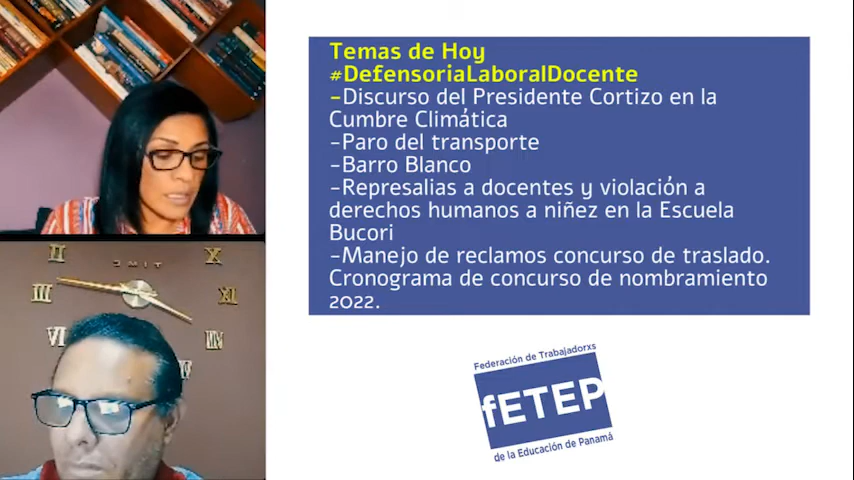 Temas de Hoy
#DefensoriaLaboralDocente
-Discurso del Presidente Cortizo en la
Cumbre Climática
-Paro del transporte
-Barro Blanco
-Represalias a docentes y violación a
derechos humanos a niñez en la Escuela
Bucori
-Manejo de reclamos concurso de traslado.
Cronograma de concurso de nombramiento
2022.
Federación de Trabajadorxs
fETEP
de la Educación de Panamá